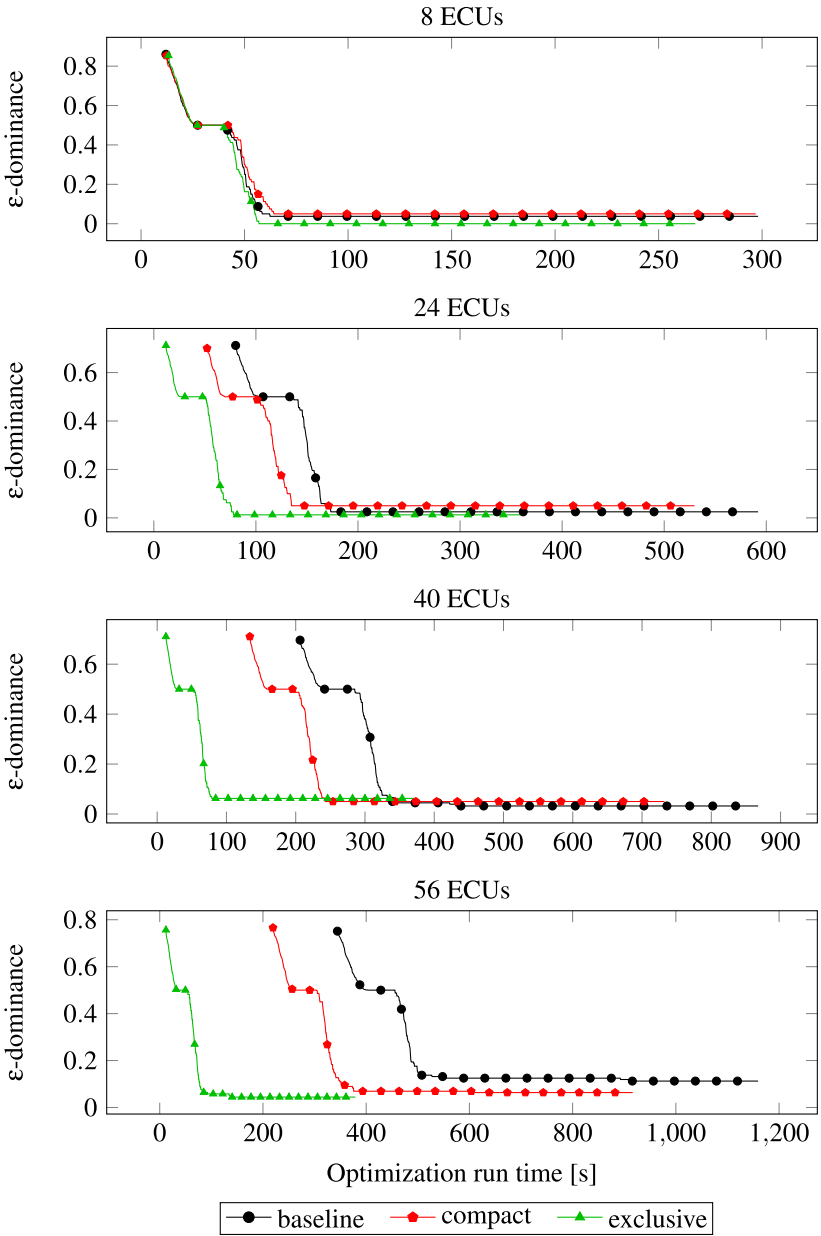 8 ECUs
0.8
0.6
0.4
0.2
0
ε-dominance
0 50 100 150 200 250 300
24 ECUs
0.6
0.4
0.2
0
ε-dominance
0 100 200 300 400 500 600
40 ECUs
0.6
0.4
0.2
0
ε-dominance
0 100 200 300 400 500 600 700 800 900
56 ECUs
0.8
0.6
0.4
0.2
0
ε-dominance
0 200 400 600 800 1,000 1,200
Optimization run time [s]
baseline compact exclusive